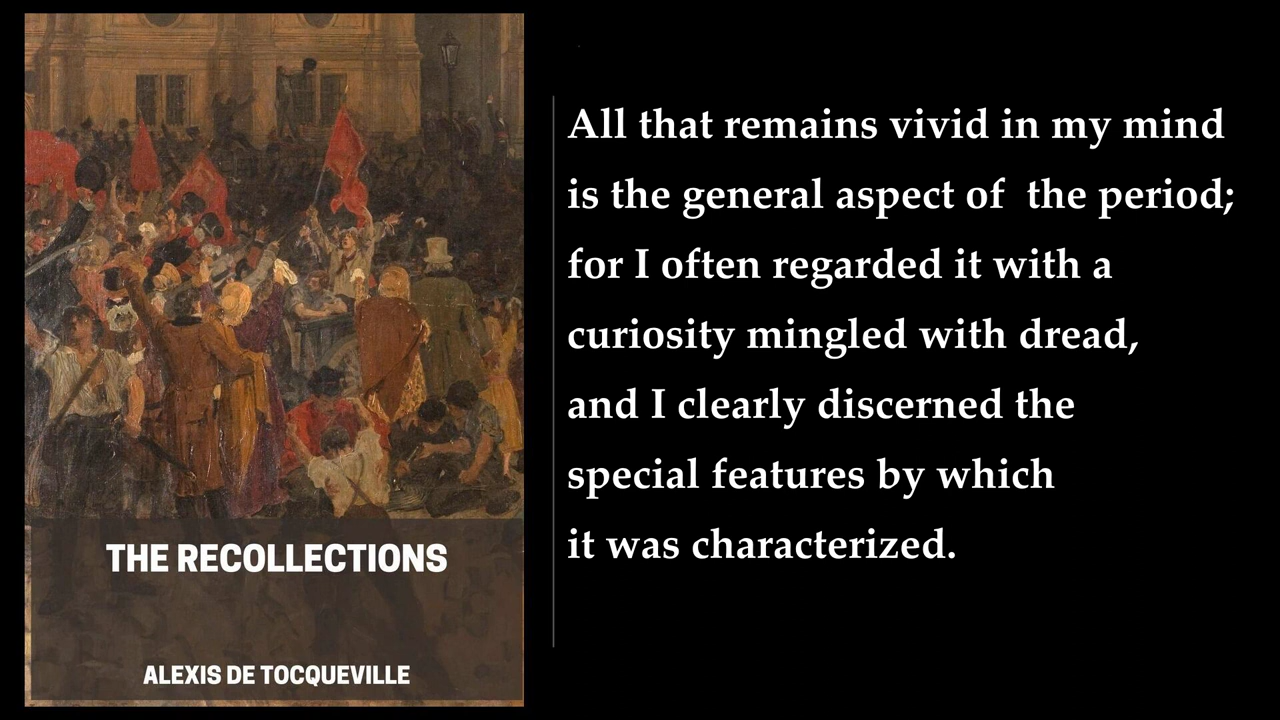 THE RECOLLECTIONS
ALEXIS DE TOCQUEVILLE
All that remains vivid in my mind
is the general aspect of the period;
for I often regarded it with a
curiosity mingled with dread,
and I clearly discerned the
special features by which
it was characterized.